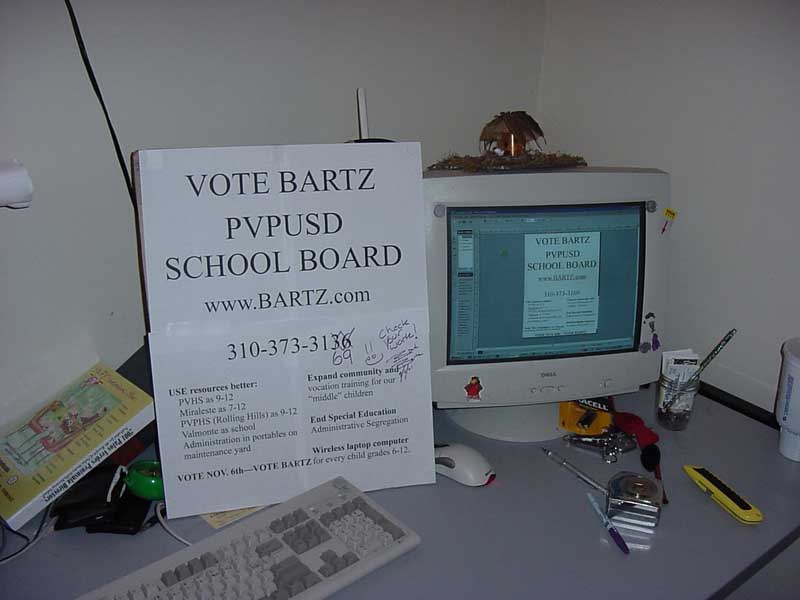 VOTE BARTZ
PVPUSD
SCHOOL BOARD
www.BARTZ.com
310-373-3136
69
check
for
USE resources better:
PVHS as 9-12
Miraleste as 7-12
PVPHS (Rolling Hills) as 9-12
Valmonte as school
Administration in portables on
maintenance yard
Expand community and
vocation training for our
"middle" children
End Special Education
Administrative Segregation
Wireless laptop computer
for every child grades 6-12.
VOTE NOV. 6th—VOTE BARTZ
VOTE BARTZ
PVPUSD
SCHOOL BOARD
www.BARTZ.com
DELL